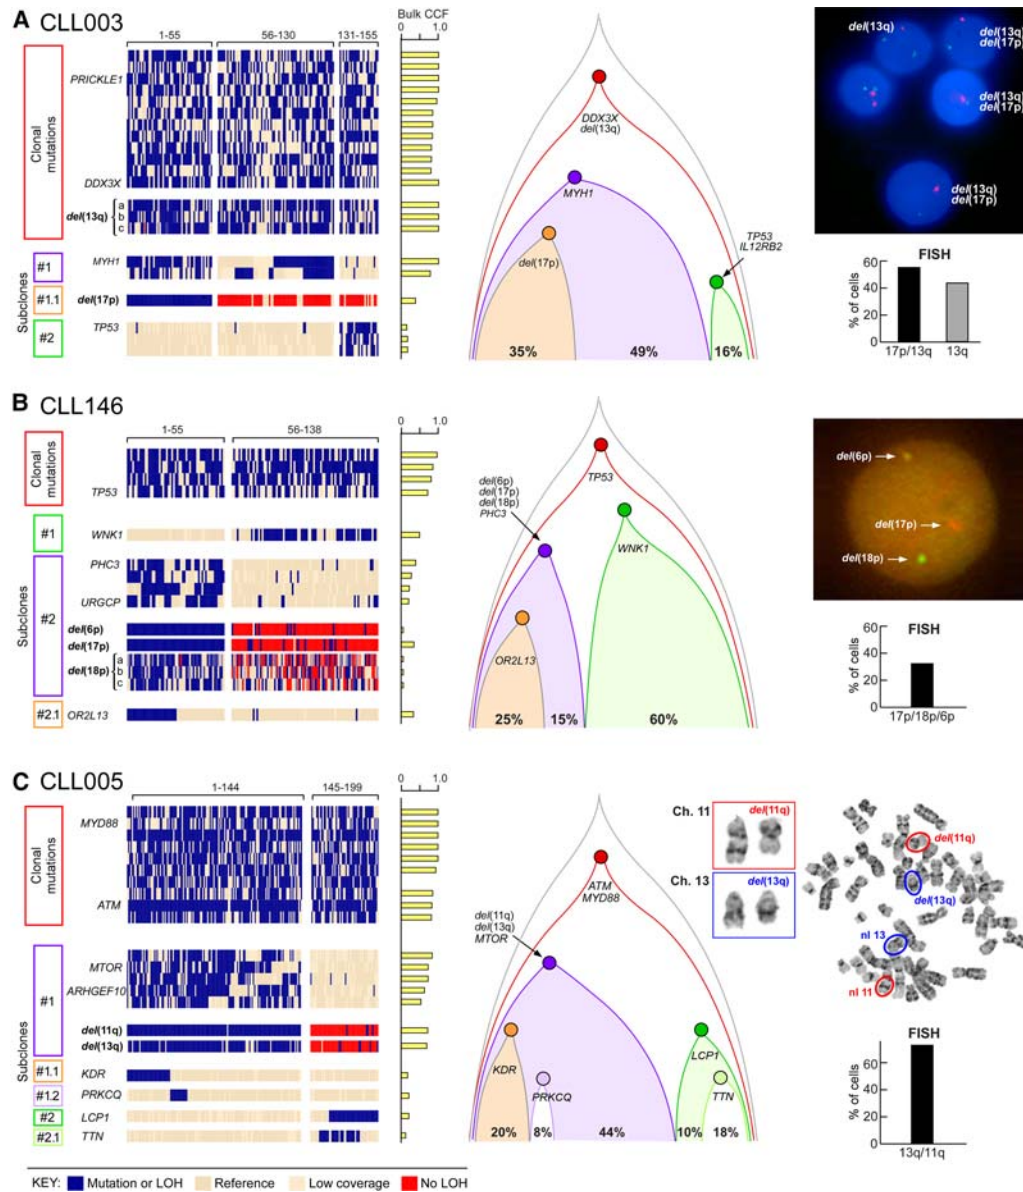 A CLL003
1-55 56-130 131-155
Bulk CCF
0 1.0
Clonal mutations
PRICKLE1
DDX3X
del(13q) a
b
c
Subclones
#1 MYH1
#1.1 del(17p)
#2 TP53
DDX3X
del(13q)
MYH1
del(17p)
TP53
IL12RB2
35% 49% 16%
del(13q)
del(13q)
del(17p)
del(13q)
del(17p)
del(13q)
del(17p)
FISH
% of cells
60
40
20
0
17p/13q 13q
B CLL146
1-55 56-138
0 1.0
Clonal mutations
TP53
Subclones
#1 WNK1
#2 PHC3
URGCP
del(6p)
del(17p)
del(18p) a
b
c
#2.1 OR2L13
TP53
del(6p)
del(17p)
del(18p)
PHC3
WNK1
OR2L13
25% 15% 60%
del(6p)
del(17p)
del(18p)
FISH
% of cells
60
40
20
0
17p/18p/6p
C CLL005
1-144 145-199
0 1.0
Clonal mutations
MYD88
ATM
Subclones
#1 MTOR
ARHGEF10
del(11q)
del(13q)
#1.1 KDR
#1.2 PRKCQ
#2 LCP1
#2.1 TTN
ATM
MYD88
del(11q)
del(13q)
MTOR
KDR
PRKCQ
LCP1
TTN
20% 8% 44% 10% 18%
Ch. 11 del(11q)
Ch. 13 del(13q)
del(11q)
del(13q)
nl 13
nl 11
FISH
% of cells
60
40
20
0
13q/11q
KEY: Mutation or LOH Reference Low coverage No LOH